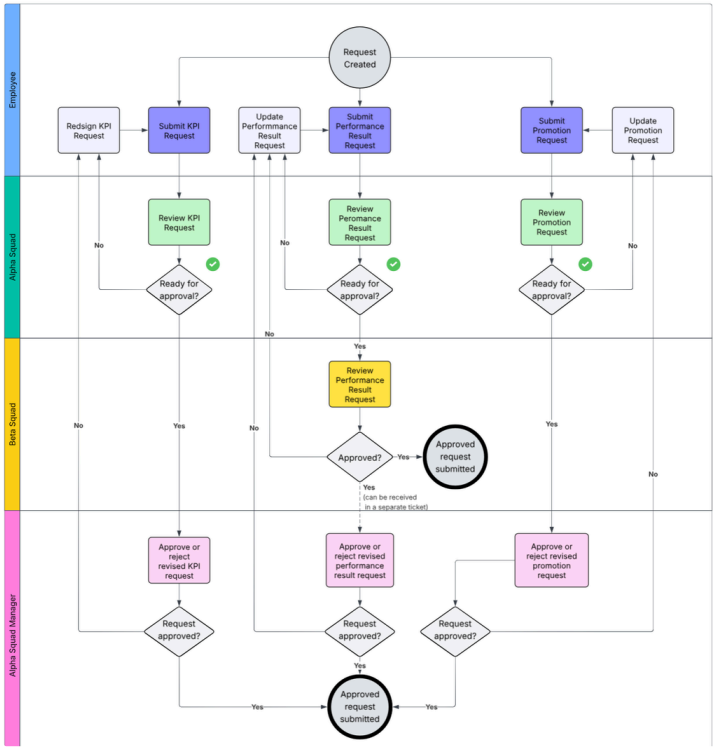 Employee
Request
Created
Redsign KPI
Request
Submit KPI
Request
Update
Performmance
Result
Request
Submit
Performance
Result
Request
Submit
Promotion
Request
Update
Promotion
Request
Alpha Squad
Review KPI
Request
Review
Peromance
Result
Request
Review
Promotion
Request
No
No
No
Ready for
approval?
Ready for
approval?
Ready for
approval?
No
Yes
Beta Squad
Review
Performance
Result
Request
No
Yes
No
Yes
Approved?
Yes
Approved
request
submitted
No
Yes
(can be received
in a separate ticket)
Alpha Squad Manager
Approve or
reject
revised KPI
request
Approve or
reject revised
performance
result request
Approve or
reject revised
promotion
request
Request
approved?
Request
approved?
Request
approved?
Yes
Yes
Approved
request
submitted
Yes